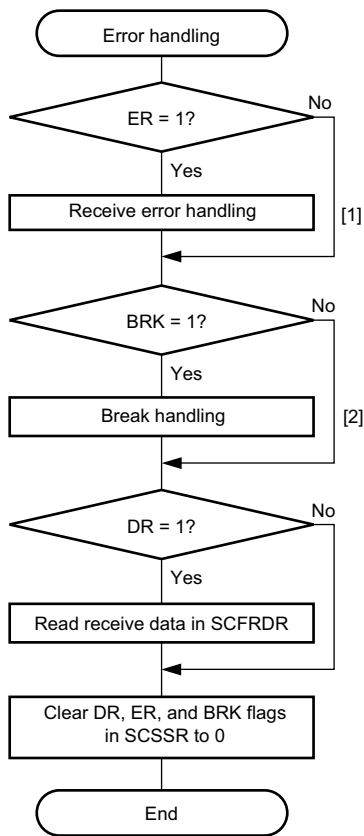 Error handling
No
ER = 1?
Yes
Receive error handling
[1]
No
BRK = 1?
Yes
Break handling
[2]
No
DR = 1?
Yes
Read receive data in SCFRDR
Clear DR, ER, and BRK flags
in SCSSR to 0
End